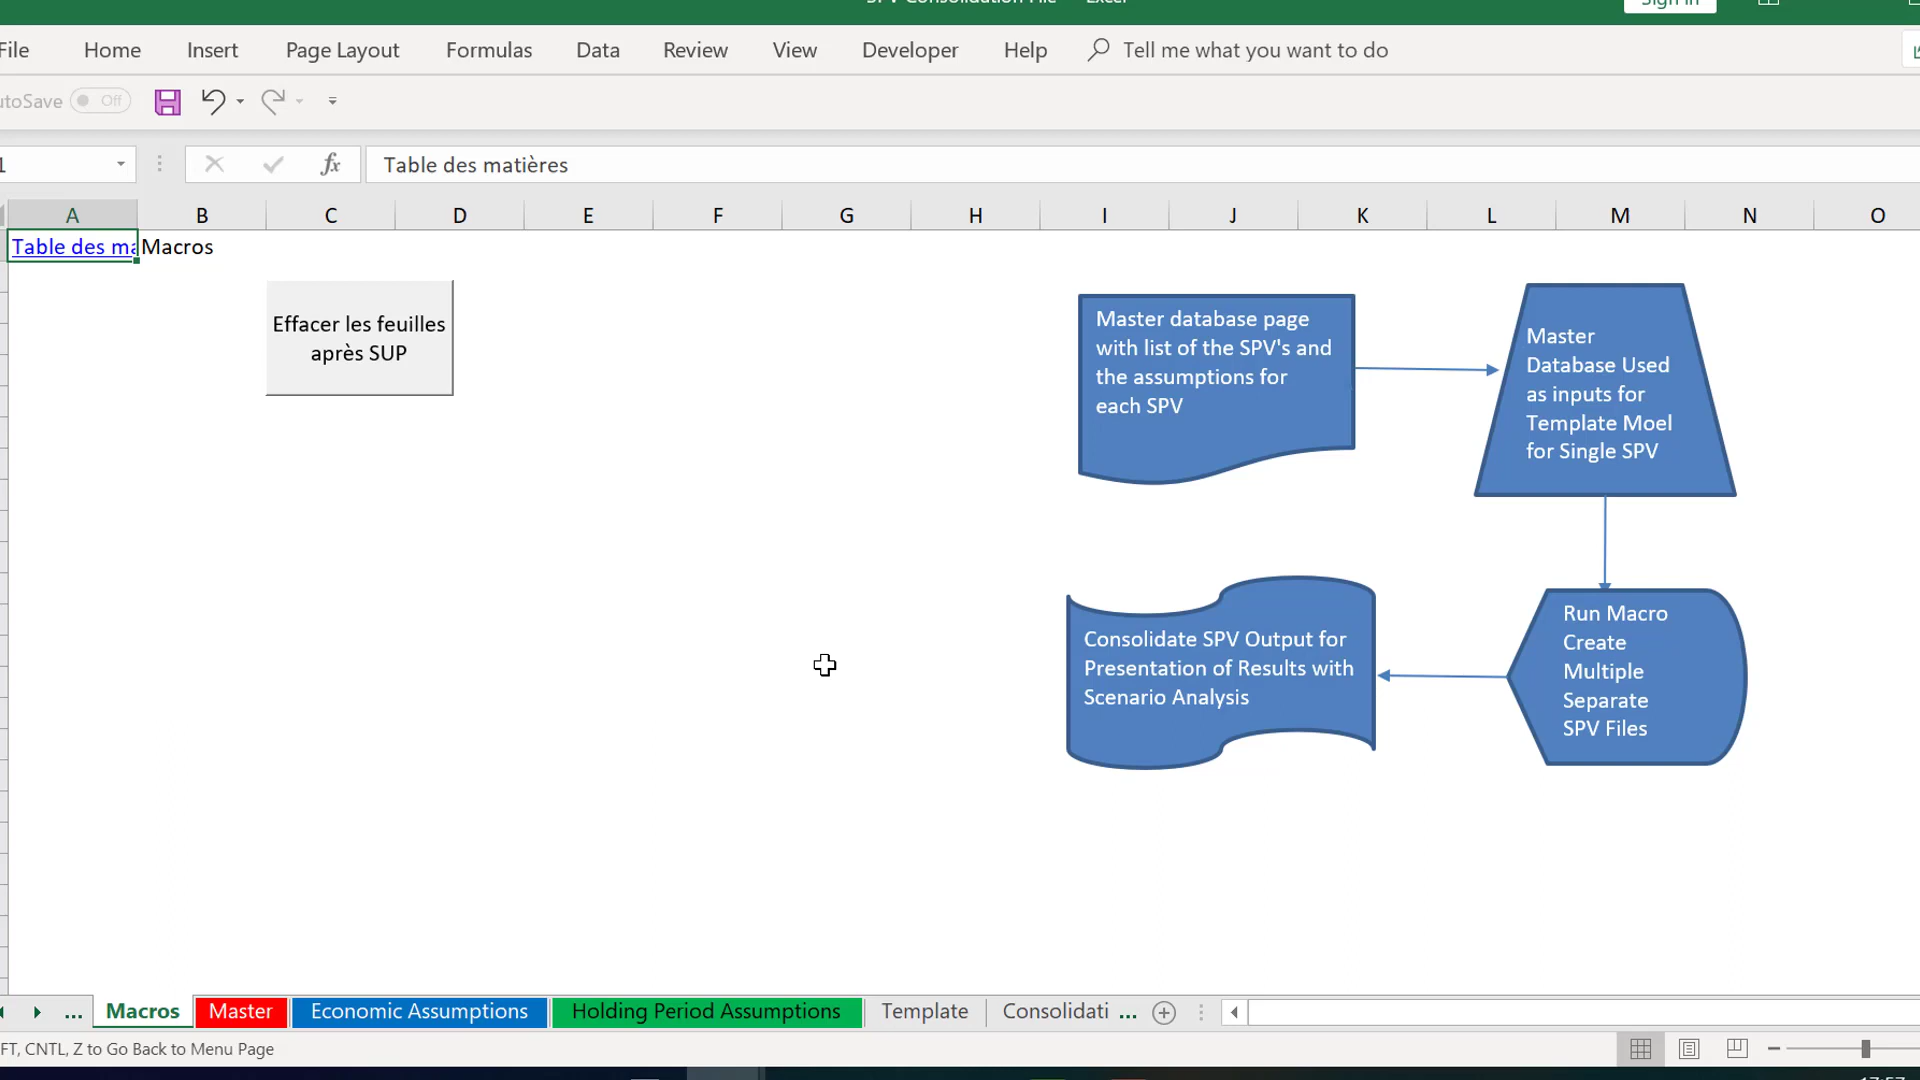 File Home Insert Page Layout Formulas Data Review View Developer Help Tell me what you want to do
utoSave Off
1 fx Table des matières
A B C D E F G H I J K L M N O
Table des ma Macros
Effacer les feuilles
après SUP
Master database page
with list of the SPV's and
the assumptions for
each SPV
Master
Database Used
as inputs for
Template Moel
for Single SPV
Run Macro
Create
Multiple
Separate
SPV Files
Consolidate SPV Output for
Presentation of Results with
Scenario Analysis
... Macros Master Economic Assumptions Holding Period Assumptions Template Consolidati ...
FT, CNTL, Z to Go Back to Menu Page